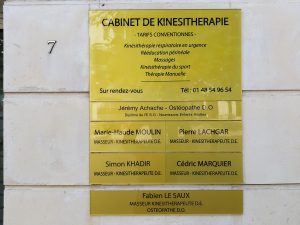 7
CABINET DE KINESITHERAPIE
- TARIFS CONVENTIONNES -
Kinésithérapie respiratoire en urgence
Rééducation périnéale
Massages
Kinésithérapie du sport
Thérapie Manuelle
Sur rendez-vous Tél : 01 48 54 96 54
Jérémy Achache - Ostéopathe D.O
Marie-Haude MOULIN
MASSEUR - KINESITHERAPEUTE D.E.
Pierre LACHGAR
MASSEUR - KINESITHERAPEUTE D.E.
Simon KHADIR
MASSEUR - KINESITHERAPEUTE D.E.
Cédric MARQUIER
MASSEUR - KINESITHERAPEUTE D.E.
Fabien LE SAUX
MASSEUR KINESITHERAPEUTE D.E.
OSTEOPATHE D.O.